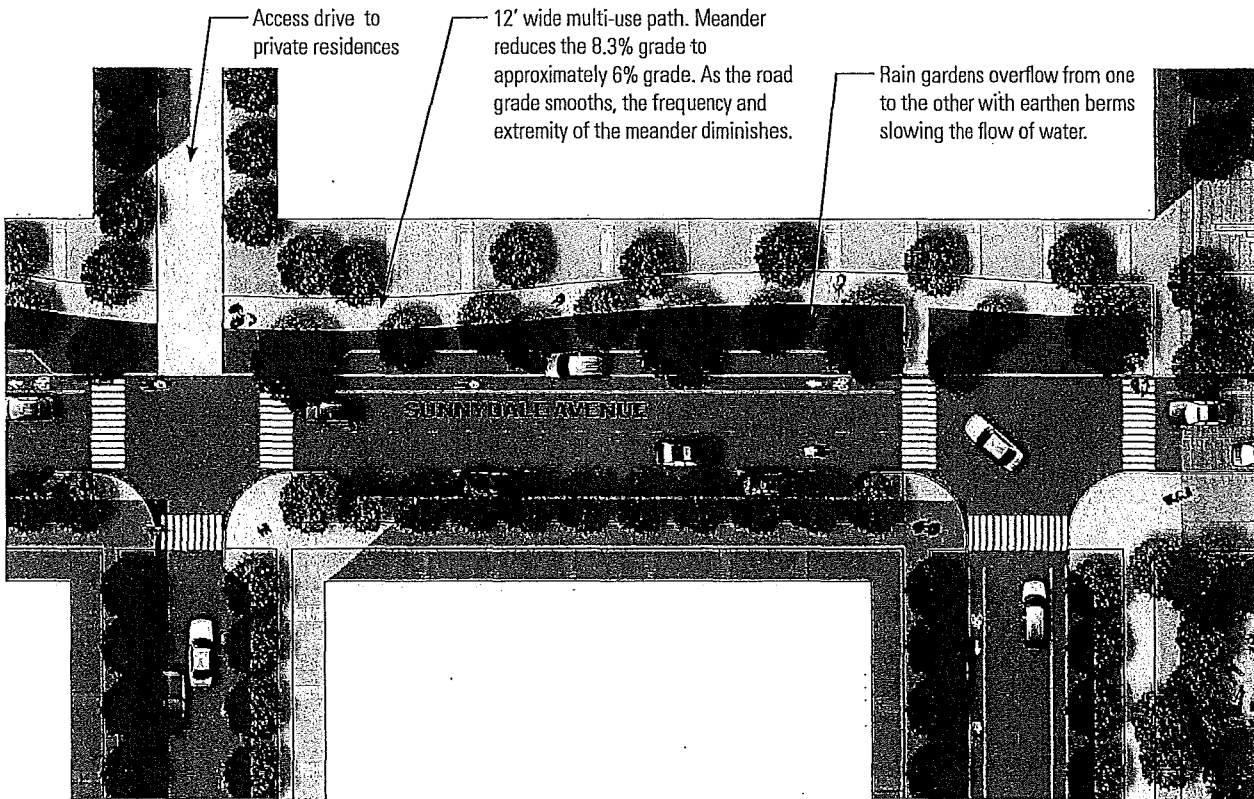 Access drive to
private residences
12' wide multi-use path. Meander
reduces the 8.3% grade to
approximately 6% grade. As the road
grade smooths, the frequency and
extremity of the meander diminishes.
Rain gardens overflow from one
to the other with earthen berms
slowing the flow of water.
SUNNYDALE AVENUE